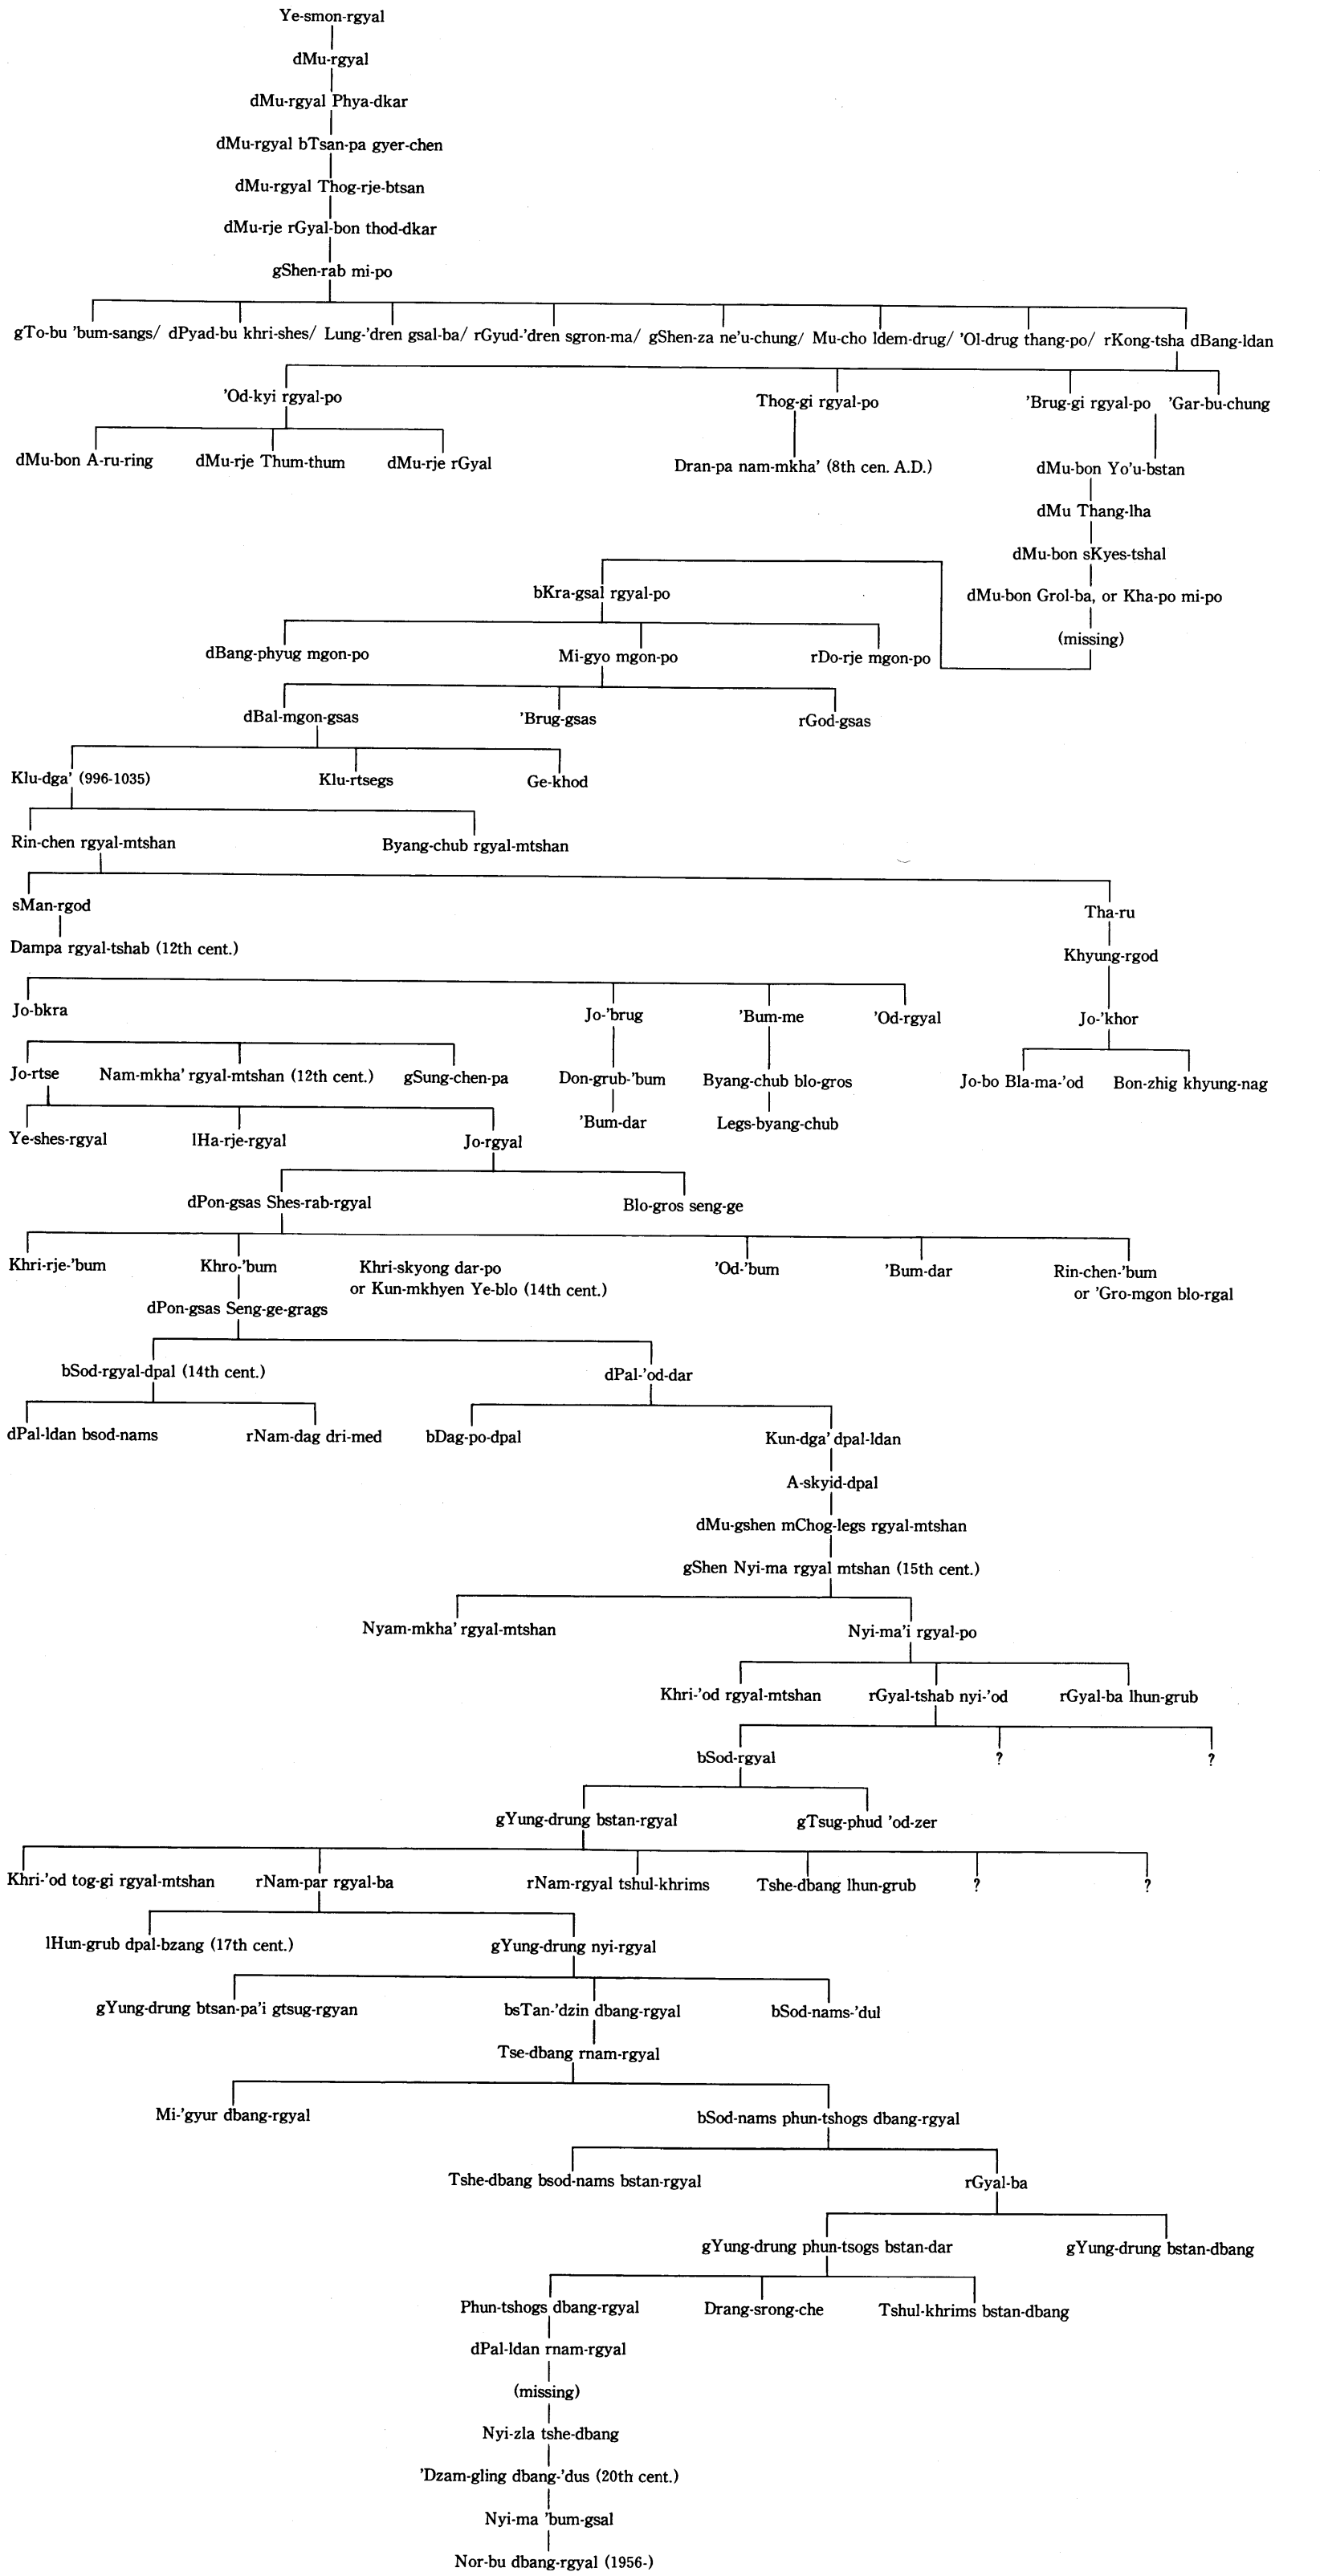 Ye-smon-rgyal
dMu-rgyal
dMu-rgyal Phya-dkar
dMu-rgyal bTsan-pa gyer-chen
dMu-rgyal Thog-rje-btsan
dMu-rje rGyal-bon thod-dkar
gShen-rab mi-po
gTo-bu ’bum-sangs/ dPyad-bu khri-shes/ Lung-’dren gsal-ba/ rGyud-’dren sgron-ma/ gShen-za ne’u-chung/ Mu-cho ldem-drug/ ’Ol-drug thang-po/ rKong-tsha dBang-ldan
’Od-kyi rgyal-po Thog-gi rgyal-po ’Brug-gi rgyal-po ’Gar-bu-chung
dMu-bon A-ru-ring dMu-rje Thum-thum dMu-rje rGyal Dran-pa nam-mkha’ (8th cen. A.D.) dMu-bon Yo’u-bstan
dMu Thang-lha
dMu-bon sKyes-tshal
bKra-gsal rgyal-po dMu-bon Grol-ba, or Kha-po mi-po
(missing)
dBang-phyug mgon-po Mi-gyo mgon-po rDo-rje mgon-po
dBal-mgon-gsas ’Brug-gsas rGod-gsas
Klu-dga’ (996-1035) Klu-rtsegs Ge-khod
Rin-chen rgyal-mtshan Byang-chub rgyal-mtshan
sMan-rgod Tha-ru
Dampa rgyal-tshab (12th cent.) Khyung-rgod
Jo-bkra Jo-’brug ’Bum-me ’Od-rgyal Jo-’khor
Jo-rtse Nam-mkha’ rgyal-mtshan (12th cent.) gSung-chen-pa Don-grub-’bum Byang-chub blo-gros Jo-bo Bla-ma-’od Bon-zhig khyung-nag
’Bum-dar Legs-byang-chub
Ye-shes-rgyal lHa-rje-rgyal Jo-rgyal
dPon-gsas Shes-rab-rgyal Blo-gros seng-ge
Khri-rje-’bum Khro-’bum Khri-skyong dar-po ’Od-’bum ’Bum-dar Rin-chen-’bum
or Kun-mkhyen Ye-blo (14th cent.) or ’Gro-mgon blo-rgal
dPon-gsas Seng-ge-grags
bSod-rgyal-dpal (14th cent.) dPal-’od-dar
dPal-ldan bsod-nams rNam-dag dri-med bDag-po-dpal Kun-dga’ dpal-ldan
A-skyid-dpal
dMu-gshen mChog-legs rgyal-mtshan
gShen Nyi-ma rgyal mtshan (15th cent.)
Nyam-mkha’ rgyal-mtshan Nyi-ma’i rgyal-po
Khri-’od rgyal-mtshan rGyal-tshab nyi-’od rGyal-ba lhun-grub
bSod-rgyal ? ?
gYung-drung bstan-rgyal gTsug-phud ’od-zer
Khri-’od tog-gi rgyal-mtshan rNam-par rgyal-ba rNam-rgyal tshul-khrims Tshe-dbang lhun-grub ? ?
lHun-grub dpal-bzang (17th cent.) gYung-drung nyi-rgyal
gYung-drung btsan-pa’i gtsug-rgyan bsTan-’dzin dbang-rgyal bSod-nams-’dul
Tse-dbang rnam-rgyal
Mi-’gyur dbang-rgyal bSod-nams phun-tshogs dbang-rgyal
Tshe-dbang bsod-nams bstan-rgyal rGyal-ba
gYung-drung phun-tsogs bstan-dar gYung-drung bstan-dbang
Phun-tshogs dbang-rgyal Drang-srong-che Tshul-khrims bstan-dbang
dPal-ldan rnam-rgyal
(missing)
Nyi-zla tshe-dbang
’Dzam-gling dbang-’dus (20th cent.)
Nyi-ma ’bum-gsal
Nor-bu dbang-rgyal (1956-)